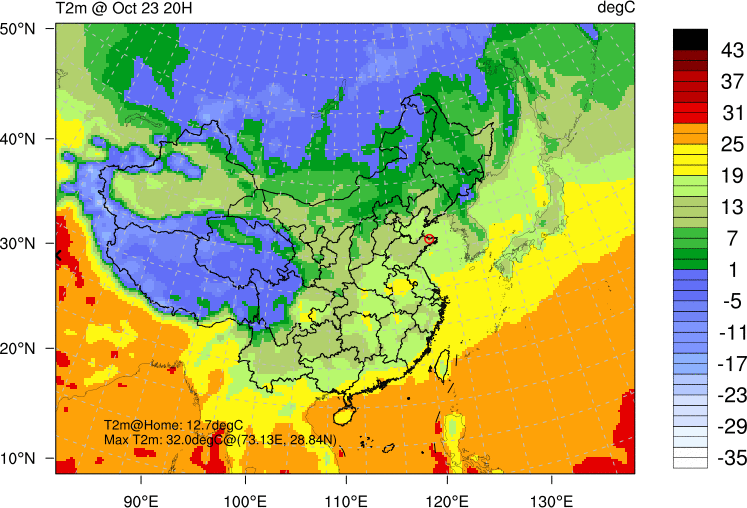 T2m @ Oct 23 20H
degC
50°N
40°N
30°N
20°N
10°N
90°E
100°E
110°E
120°E
130°E
T2m@Home: 12.7degC
Max T2m: 32.0degC@(73.13E, 28.84N)
43
37
31
25
19
13
7
1
-5
-11
-17
-23
-29
-35